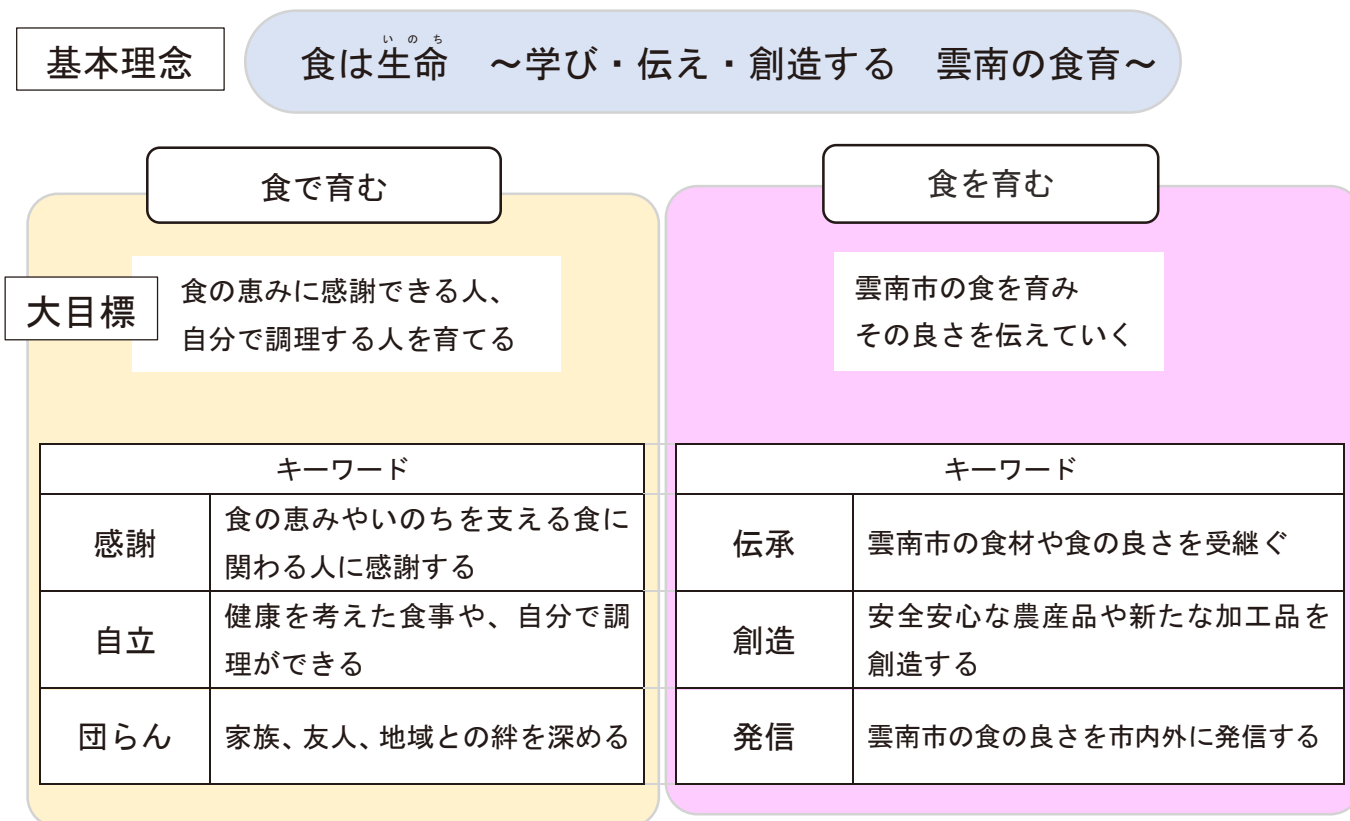 基本理念
いのち
食は生命　～学び・伝え・創造する　雲南の食育～
食で育む
食を育む
大目標
食の恵みに感謝できる人、
自分で調理する人を育てる
雲南市の食を育み
その良さを伝えていく
キーワード
感謝
食の恵みやいのちを支える食に
関わる人に感謝する
自立
健康を考えた食事や、自分で調
理ができる
団らん
家族、友人、地域との絆を深める
キーワード
伝承
雲南市の食材や食の良さを受継ぐ
創造
安全安心な農産品や新たな加工品を
創造する
発信
雲南市の食の良さを市内外に発信する